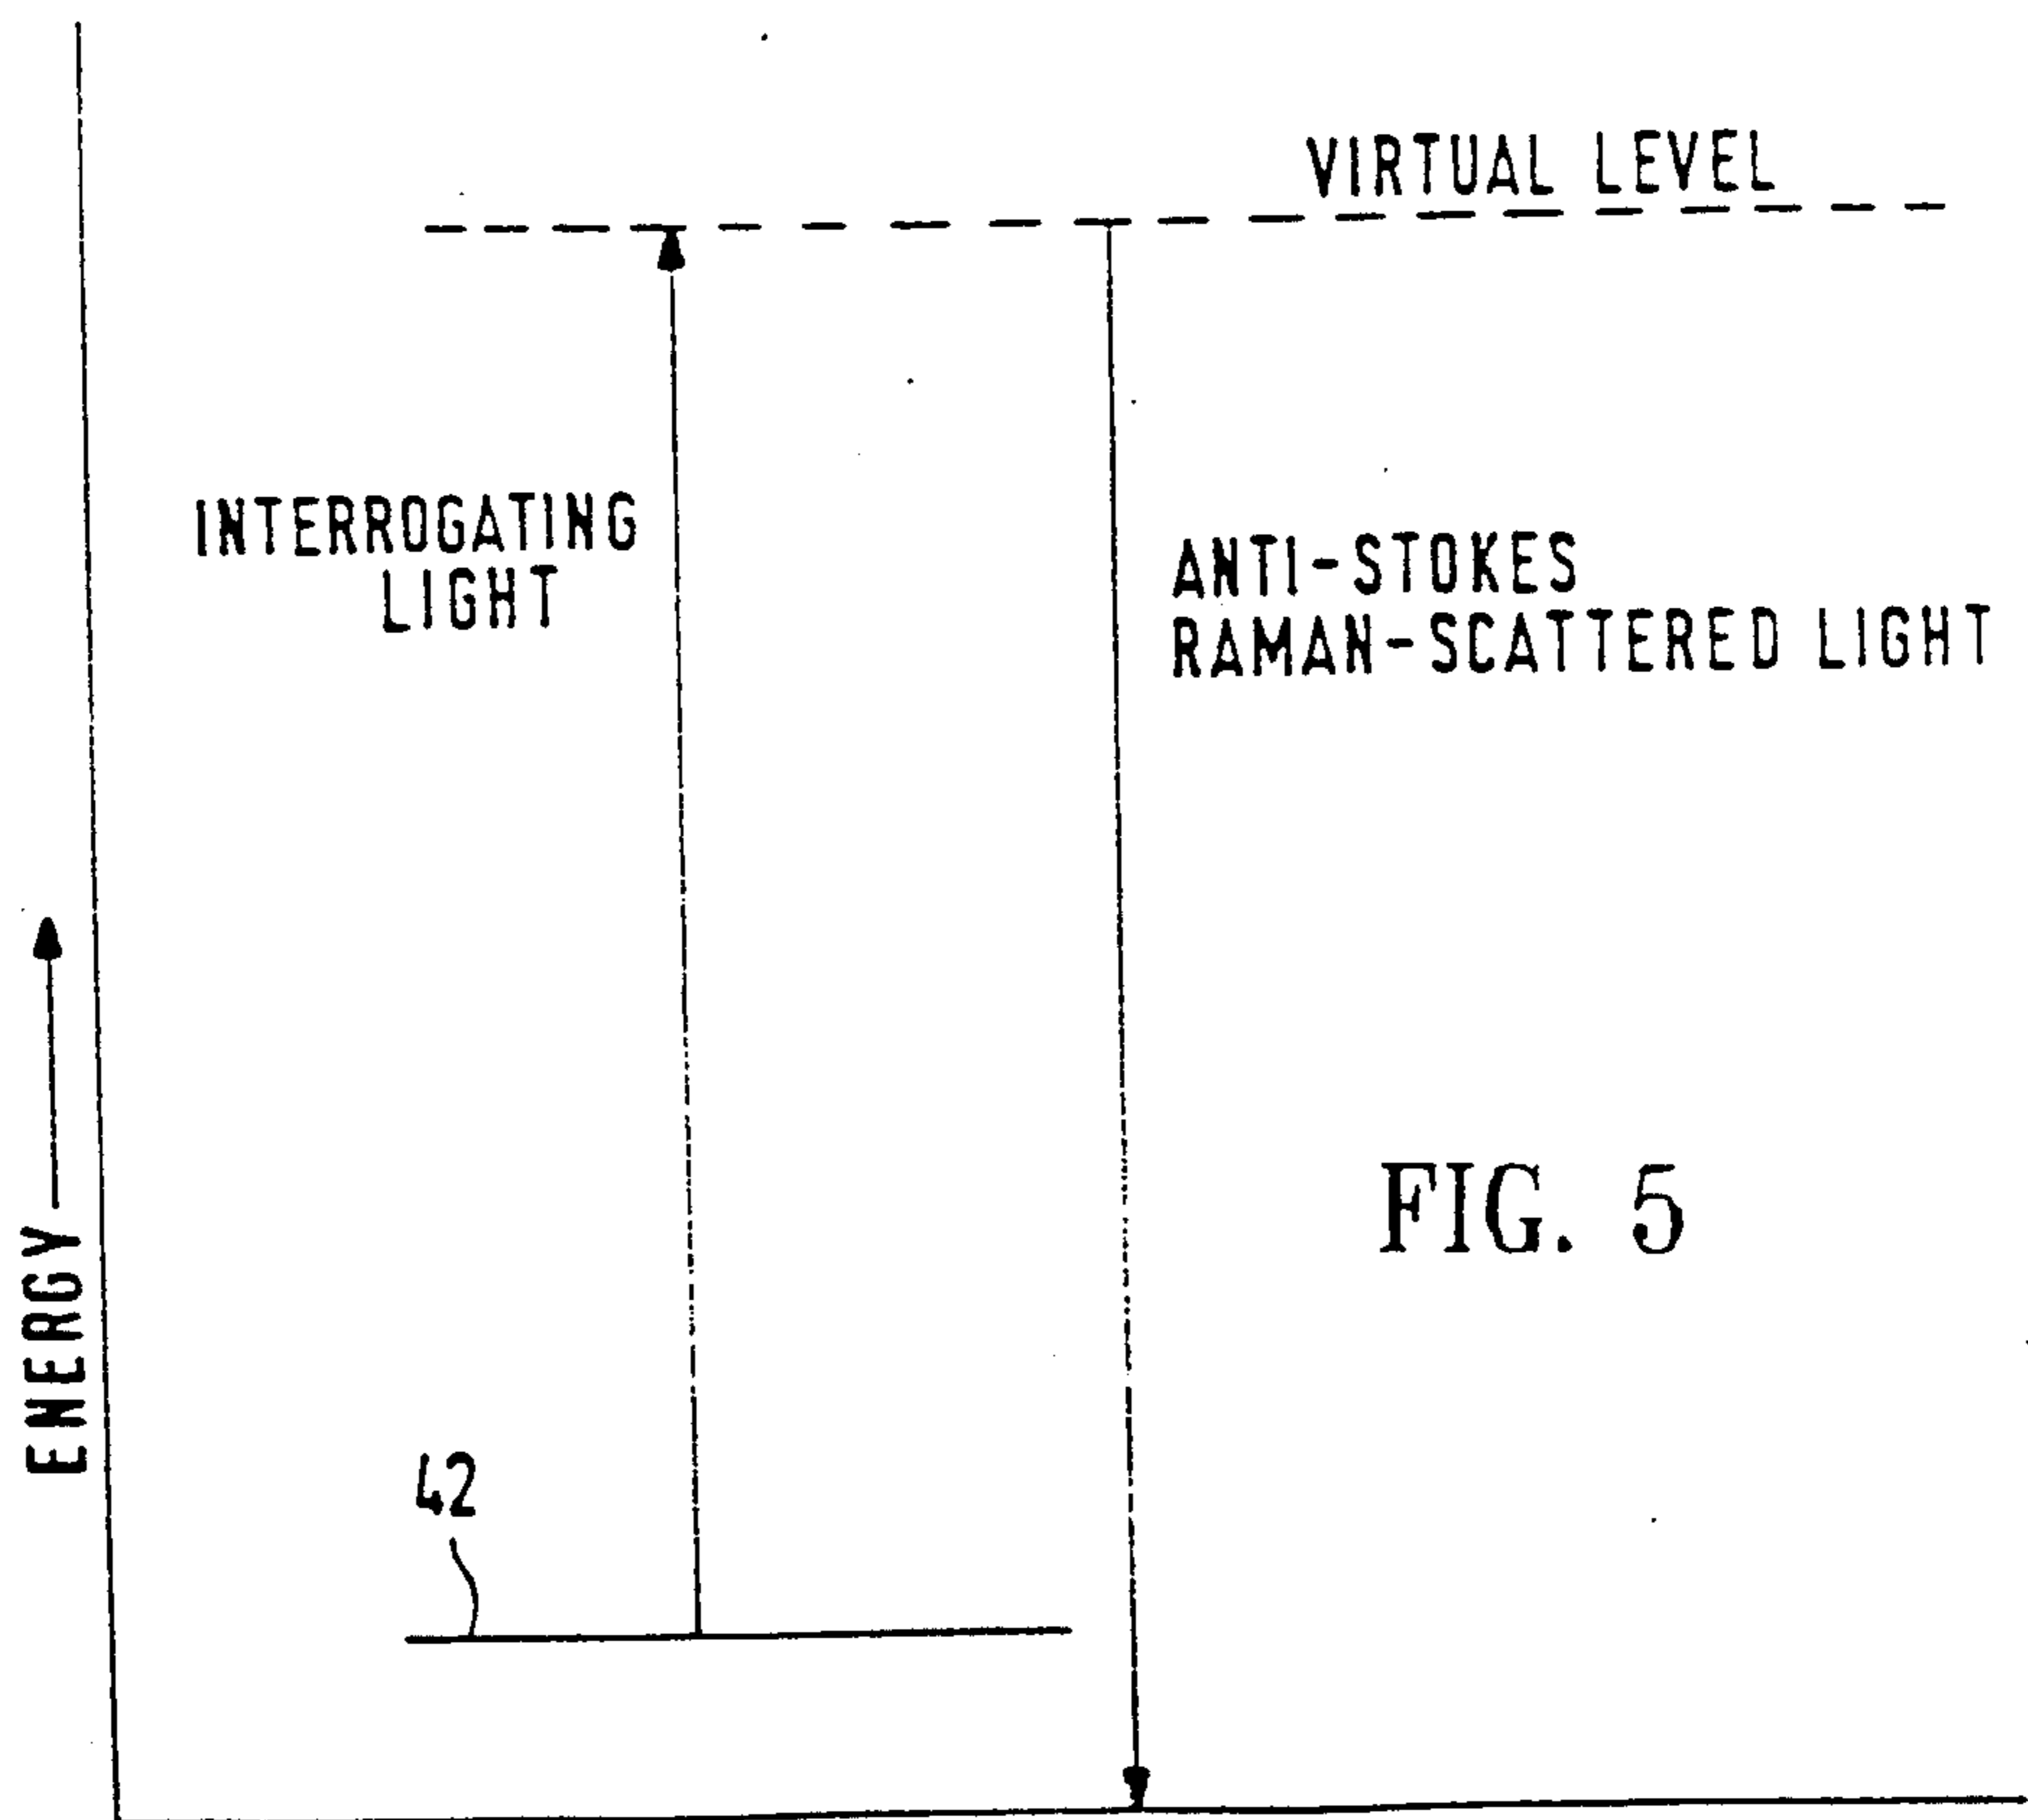 VIRTUAL LEVEL
INTERROGATING
LIGHT
ANTI-STOKES
RAMAN-SCATTERED LIGHT
ENERGY
FIG. 5
42